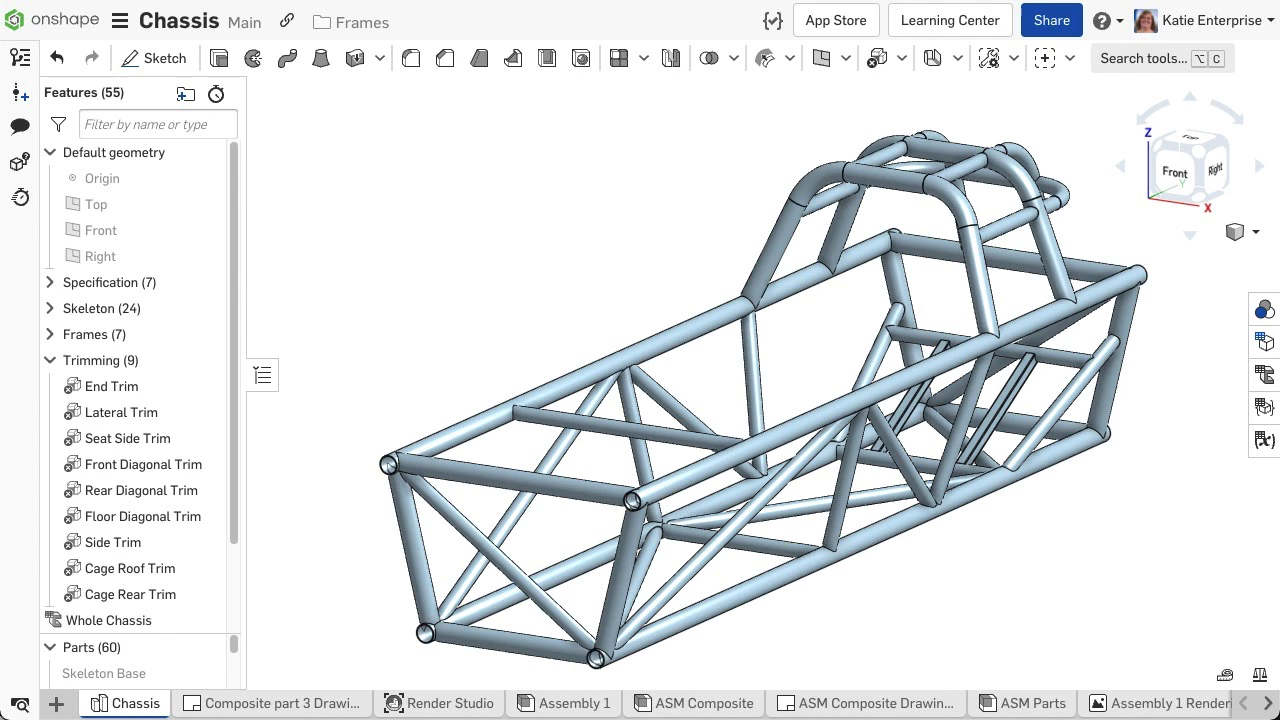 onshape Chassis Main Frames App Store Learning Center Share Katie Enterprise
Sketch Search tools... ⌥ C
Features (55)
Filter by name or type
Default geometry
Origin
Top
Front
Right
Specification (7)
Skeleton (24)
Frames (7)
Trimming (9)
End Trim
Lateral Trim
Seat Side Trim
Front Diagonal Trim
Rear Diagonal Trim
Floor Diagonal Trim
Side Trim
Cage Roof Trim
Cage Rear Trim
Whole Chassis
Parts (60)
Skeleton Base
Z
Top
Front
Right
Y
X
Chassis Composite part 3 Drawi... Render Studio Assembly 1 ASM Composite ASM Composite Drawin... ASM Parts Assembly 1 Render